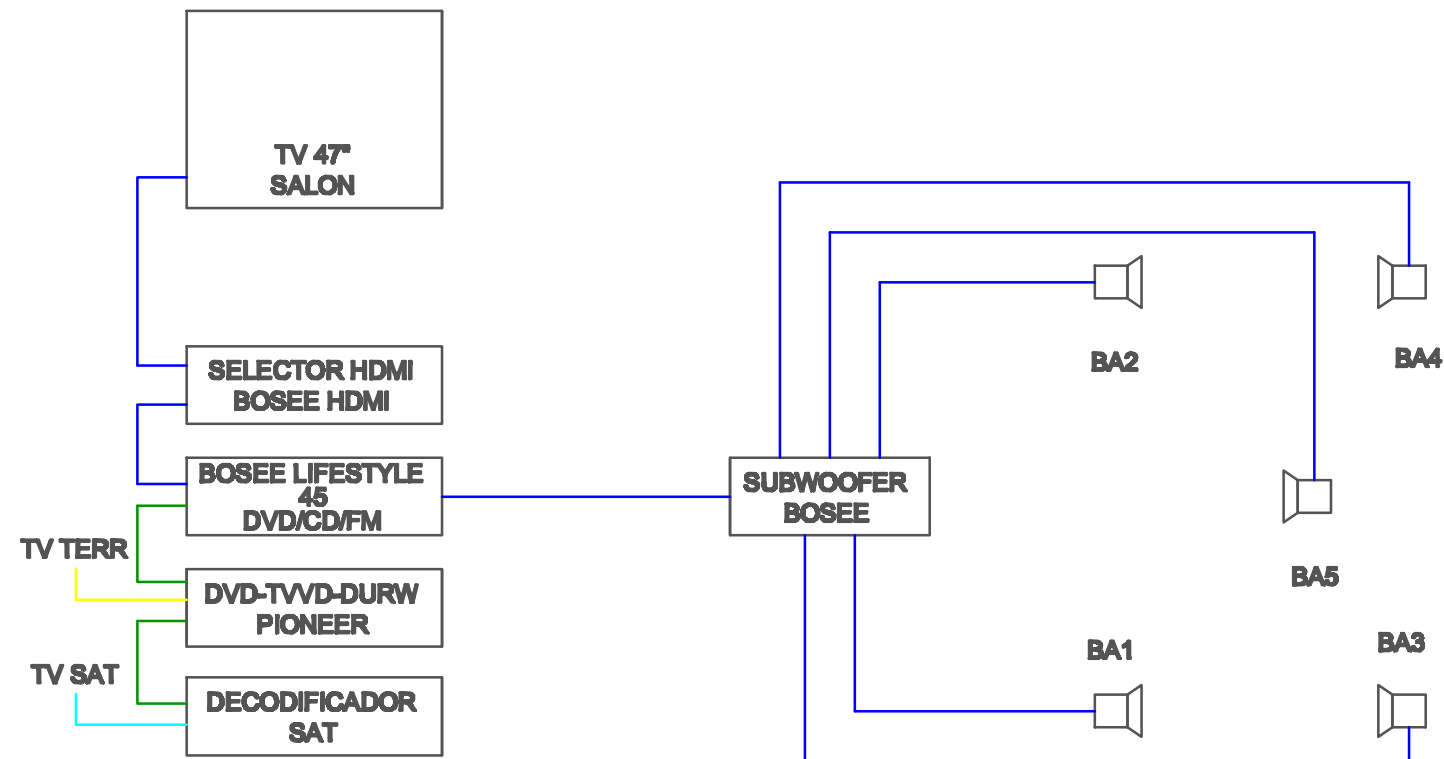 TV 47"
SALON
SELECTOR HDMI
BOSEE HDMI
BOSEE LIFESTYLE
45
DVD/CD/FM
TV TERR
DVD-TVVD-DURW
PIONEER
TV SAT
DECODIFICADOR
SAT
SUBWOOFER
BOSEE
BA2
BA4
BA5
BA1
BA3